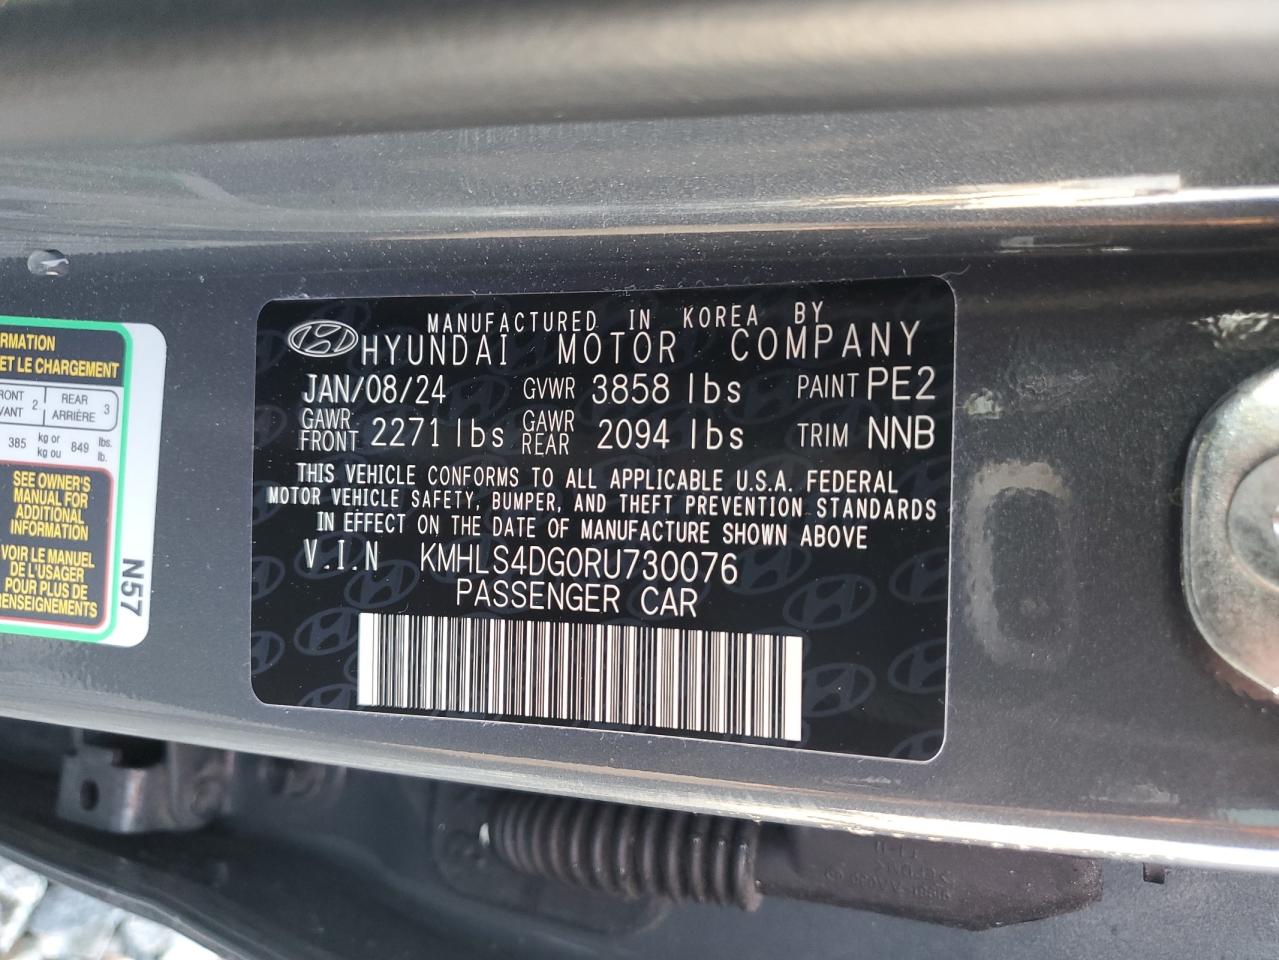 MANUFACTURED IN KOREA BY
HYUNDAI MOTOR COMPANY
JAN/08/24 GVWR 3858 lbs PAINT PE2
GAWR FRONT 2271 lbs GAWR REAR 2094 lbs TRIM NNB
THIS VEHICLE CONFORMS TO ALL APPLICABLE U.S.A. FEDERAL
MOTOR VEHICLE SAFETY, BUMPER, AND THEFT PREVENTION STANDARDS
IN EFFECT ON THE DATE OF MANUFACTURE SHOWN ABOVE
V.I.N KMHLS4DG0RU730076
PASSENGER CAR
ET LE CHARGEMENT
2 REAR
ARRIÈRE 3
385 kg or 849 lbs.
kg ou lb.
SEE OWNER'S
MANUAL FOR
ADDITIONAL
INFORMATION
VOIR LE MANUEL
DE L'USAGER
POUR PLUS DE
N57